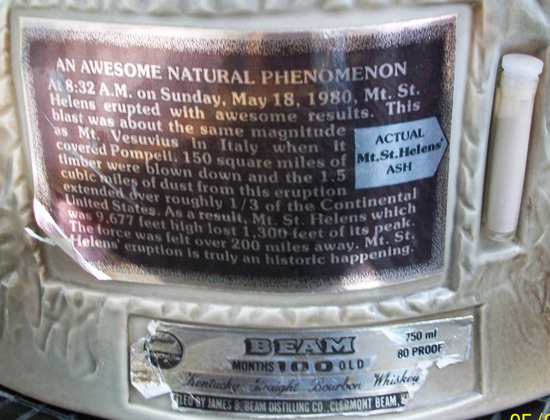 AN AWESOME NATURAL PHENOMENON
At 8:32 A.M. on Sunday, May 18, 1980, Mt. St.
Helens erupted with awesome results. This
blast was about the same magnitude
as Mt. Vesuvius in Italy when it
covered Pompeii. 150 square miles of
timber were blown down and the 1.5
cubic miles of dust from this eruption
extended over roughly 1/3 of the Continental
United States. As a result, Mt. St. Helens which
was 9,677 feet high lost 1,300 feet of its peak.
The force was felt over 200 miles away. Mt. St.
Helens' eruption is truly an historic happening.
ACTUAL
Mt.St.Helens'
ASH
BEAM
750 ml
80 PROOF
MONTHS 100 OLD
Kentucky Straight Bourbon Whiskey
LED BY JAMES B. BEAM DISTILLING CO., CLERMONT BEAM,